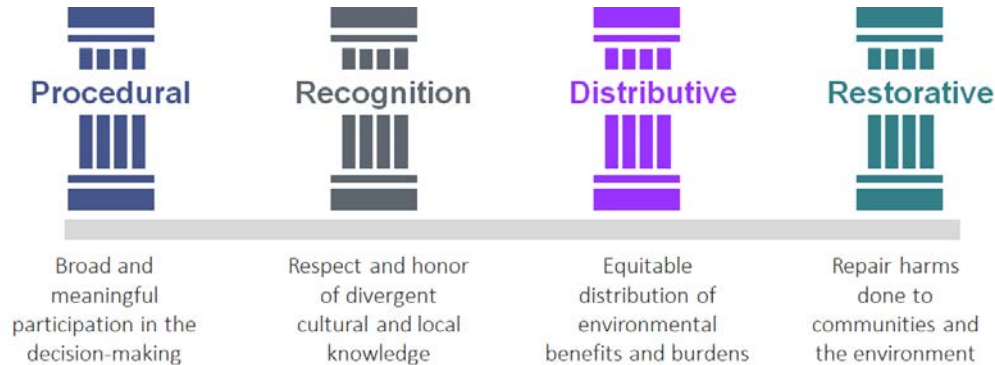 Procedural
Broad and
meaningful
participation in the
decision-making
Recognition
Respect and honor
of divergent
cultural and local
knowledge
Distributive
Equitable
distribution of
environmental
benefits and burdens
Restorative
Repair harms
done to
communities and
the environment